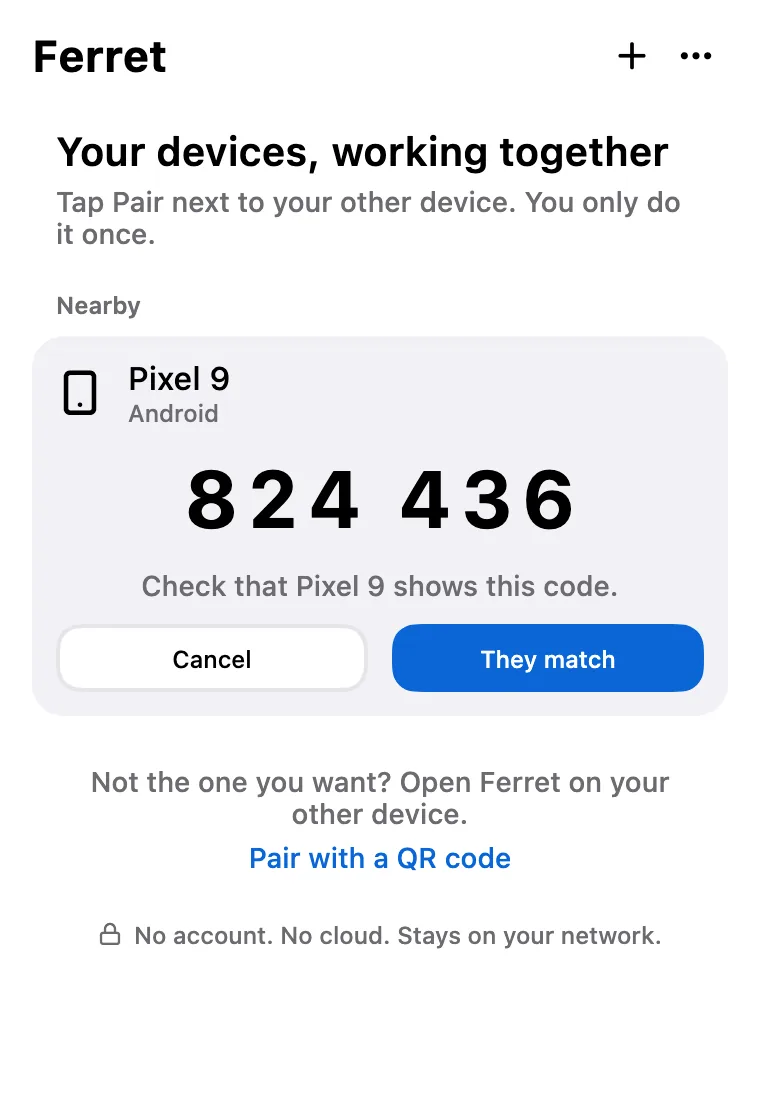 Ferret
Your devices, working together
Tap Pair next to your other device. You only do
it once.
Nearby
Pixel 9
Android
824 436
Check that Pixel 9 shows this code.
Cancel
They match
Not the one you want? Open Ferret on your
other device.
Pair with a QR code
No account. No cloud. Stays on your network.